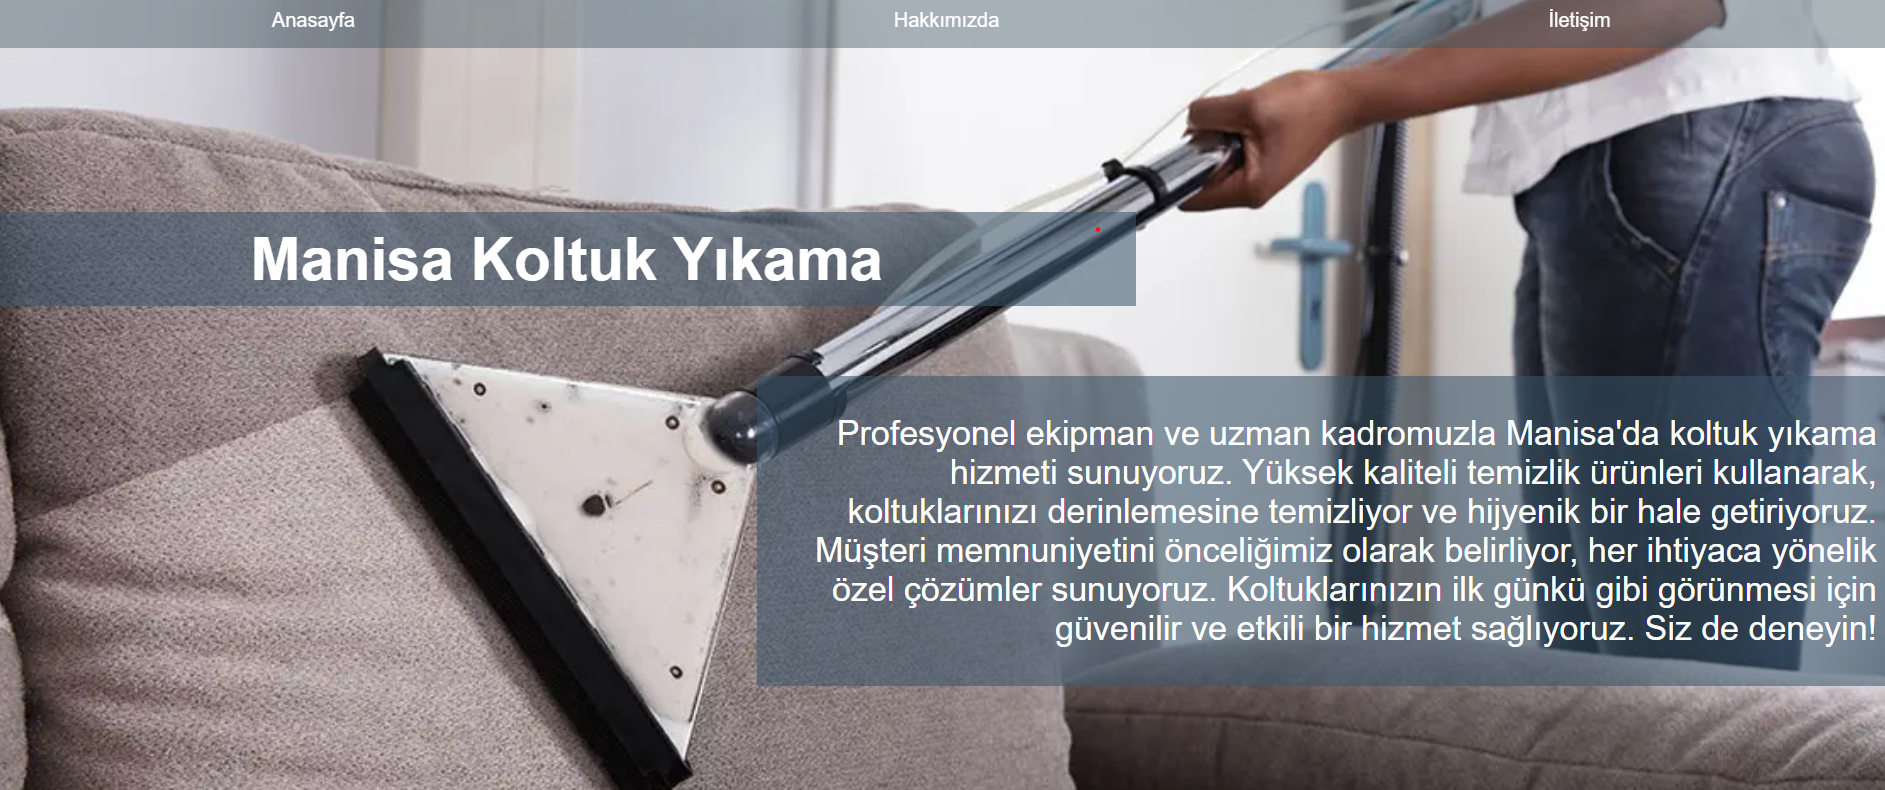 Anasayfa
Hakkımızda
İletişim
Manisa Koltuk Yıkama
Profesyonel ekipman ve uzman kadromuzla Manisa'da koltuk yıkama
hizmeti sunuyoruz. Yüksek kaliteli temizlik ürünleri kullanarak,
koltuklarınızı derinlemesine temizliyor ve hijyenik bir hale getiriyoruz.
Müşteri memnuniyetini önceliğimiz olarak belirliyor, her ihtiyaca yönelik
özel çözümler sunuyoruz. Koltuklarınızın ilk günkü gibi görünmesi için
güvenilir ve etkili bir hizmet sağlıyoruz. Siz de deneyin!